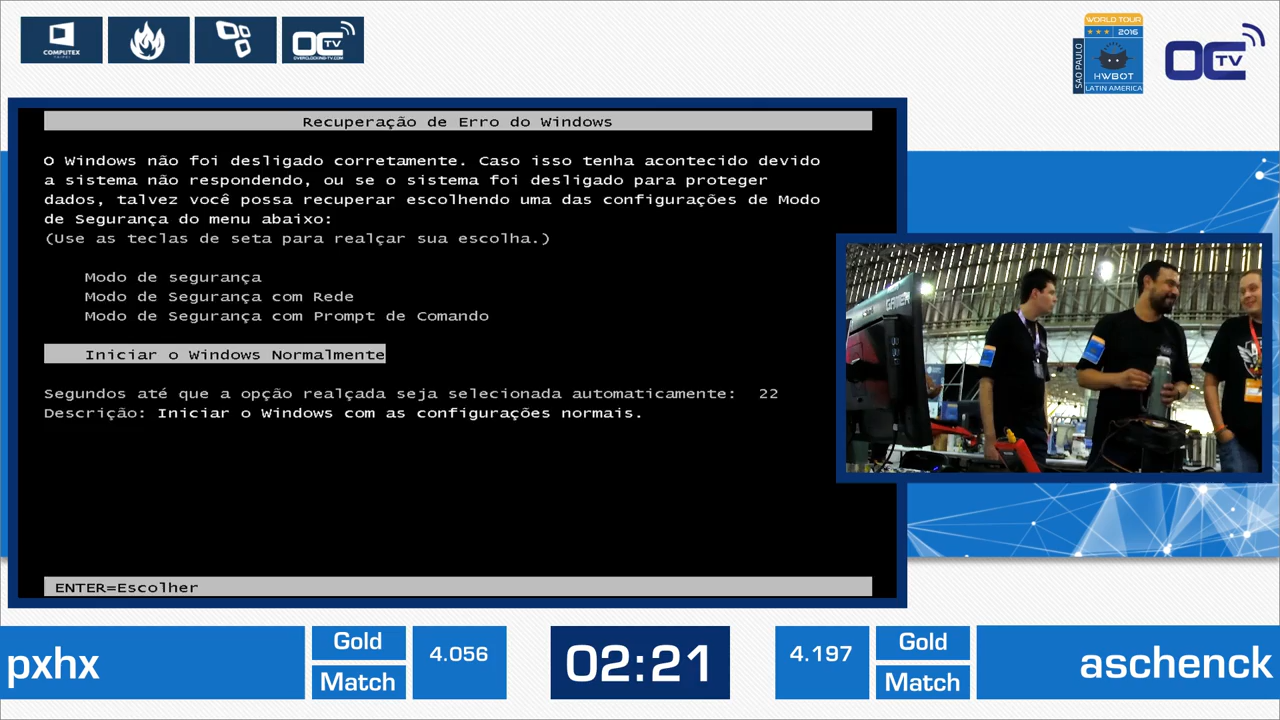 COMPUTEX
TAIPEI
OC
TV
OVERCLOCKING-TV.COM
WORLD TOUR
2016
SAO PAULO
HWBOT
LATIN AMERICA
OC
TV
Recuperação de Erro do Windows
O Windows não foi desligado corretamente. Caso isso tenha acontecido devido
a sistema não respondendo, ou se o sistema foi desligado para proteger
dados, talvez você possa recuperar escolhendo uma das configurações de Modo
de Segurança do menu abaixo:
(Use as teclas de seta para realçar sua escolha.)
Modo de segurança
Modo de Segurança com Rede
Modo de Segurança com Prompt de Comando
Iniciar o Windows Normalmente
Segundos até que a opção realçada seja selecionada automaticamente: 22
Descrição: Iniciar o Windows com as configurações normais.
ENTER=Escolher
GAMER
pxhx
Gold
Match
4.056
02:21
4.197
Gold
Match
aschenck